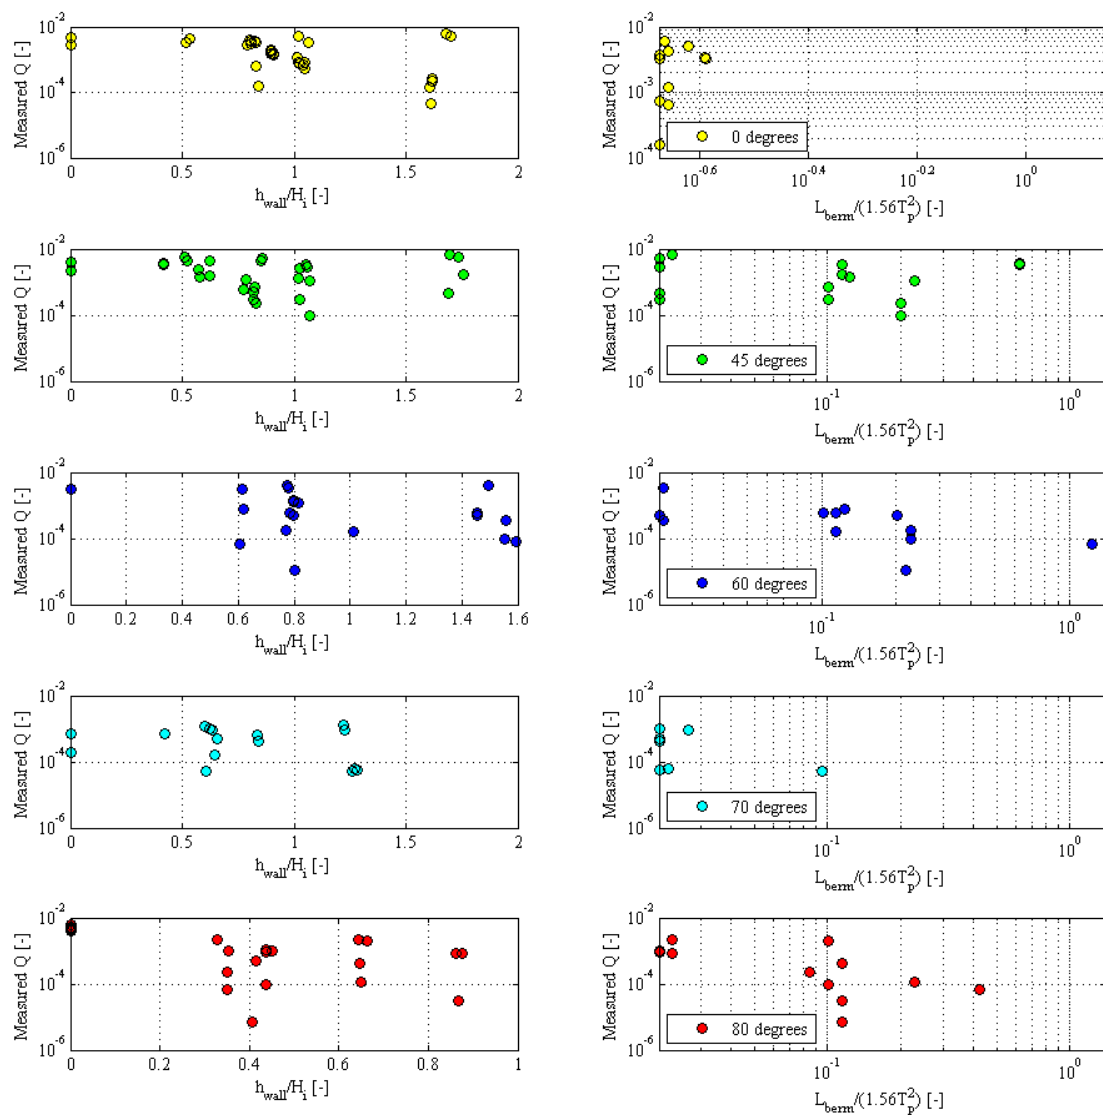 Measured Q [-]
10^-2
10^-4
10^-6
0 0.5 1 1.5 2
h_wall/H_i [-]
Measured Q [-]
10^-2
10^-3
10^-4
0 degrees
10^-0.6 10^-0.4 10^-0.2 10^0
L_berm/(1.56T_p^2) [-]
Measured Q [-]
10^-2
10^-4
10^-6
0 0.5 1 1.5 2
h_wall/H_i [-]
Measured Q [-]
10^-2
10^-4
10^-6
45 degrees
10^-1 10^0
L_berm/(1.56T_p^2) [-]
Measured Q [-]
10^-2
10^-4
10^-6
0 0.2 0.4 0.6 0.8 1 1.2 1.4 1.6
h_wall/H_i [-]
Measured Q [-]
10^-2
10^-4
10^-6
60 degrees
10^-1 10^0
L_berm/(1.56T_p^2) [-]
Measured Q [-]
10^-2
10^-4
10^-6
0 0.5 1 1.5 2
h_wall/H_i [-]
Measured Q [-]
10^-2
10^-4
10^-6
70 degrees
10^-1 10^0
L_berm/(1.56T_p^2) [-]
Measured Q [-]
10^-2
10^-4
10^-6
0 0.2 0.4 0.6 0.8 1
h_wall/H_i [-]
Measured Q [-]
10^-2
10^-4
10^-6
80 degrees
10^-1 10^0
L_berm/(1.56T_p^2) [-]